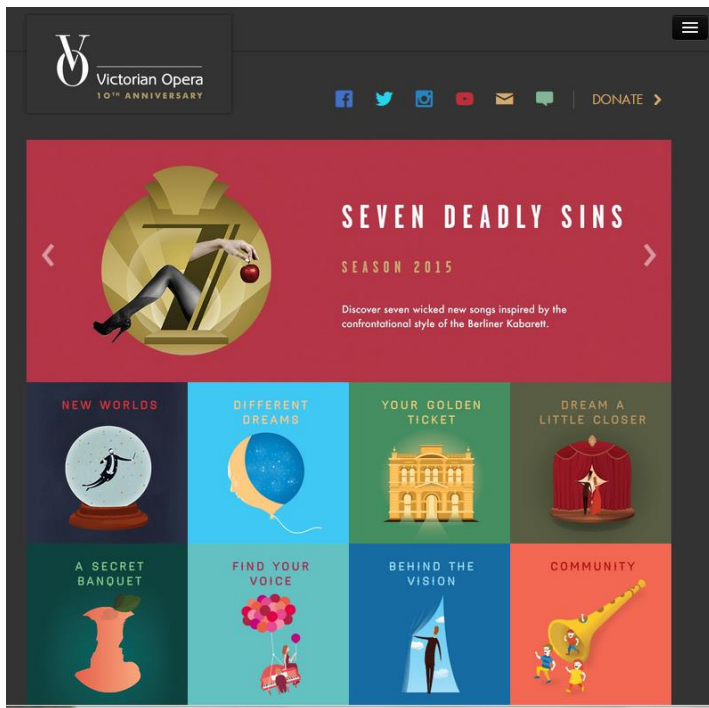 VO
Victorian Opera
10TH ANNIVERSARY
DONATE
SEVEN DEADLY SINS
SEASON 2015
Discover seven wicked new songs inspired by the
confrontational style of the Berliner Kabarett.
NEW WORLDS
DIFFERENT
DREAMS
YOUR GOLDEN
TICKET
DREAM A
LITTLE CLOSER
A SECRET
BANQUET
FIND YOUR
VOICE
BEHIND THE
VISION
COMMUNITY